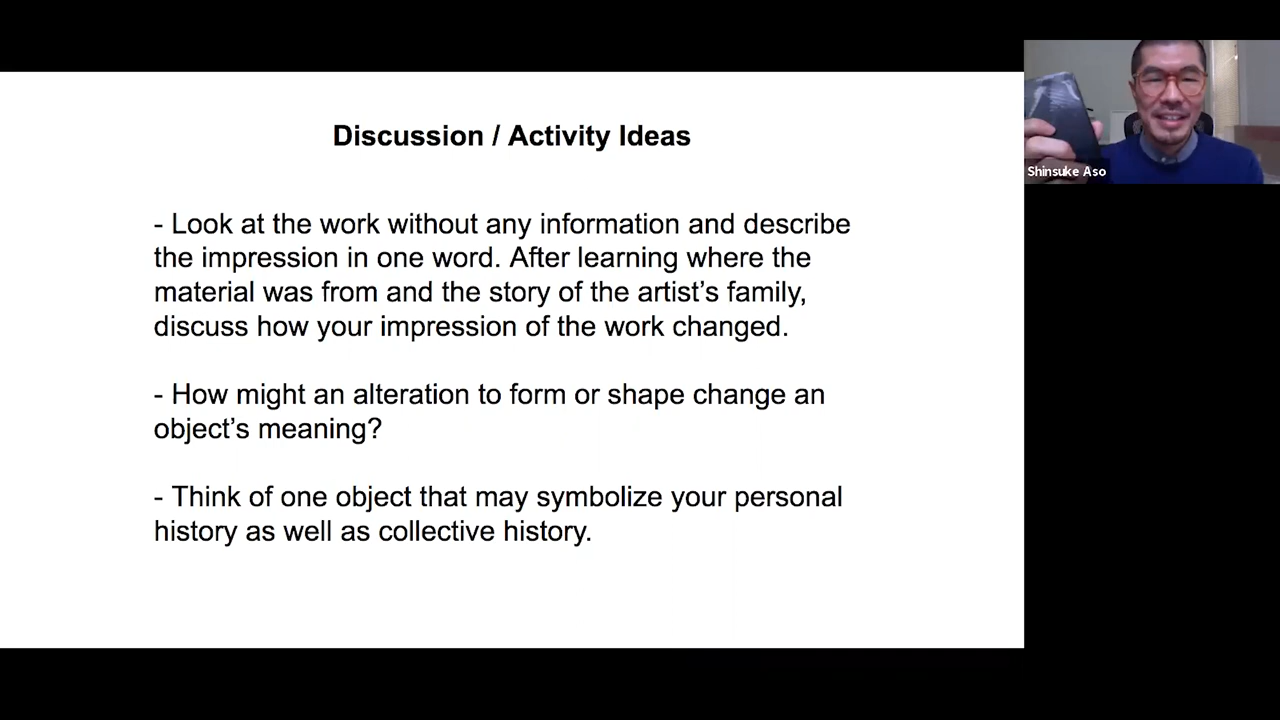 Discussion / Activity Ideas
- Look at the work without any information and describe
the impression in one word. After learning where the
material was from and the story of the artist’s family,
discuss how your impression of the work changed.
- How might an alteration to form or shape change an
object’s meaning?
- Think of one object that may symbolize your personal
history as well as collective history.
Shinsuke Aso